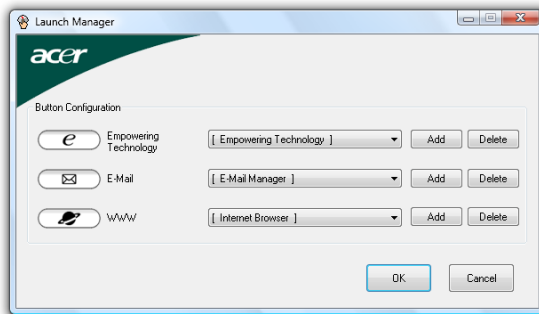 Launch Manager
acer
Button Configuration
e
Empowering
Technology
[ Empowering Technology ]
Add
Delete
E-Mail
[ E-Mail Manager ]
Add
Delete
WWW
[ Internet Browser ]
Add
Delete
OK
Cancel